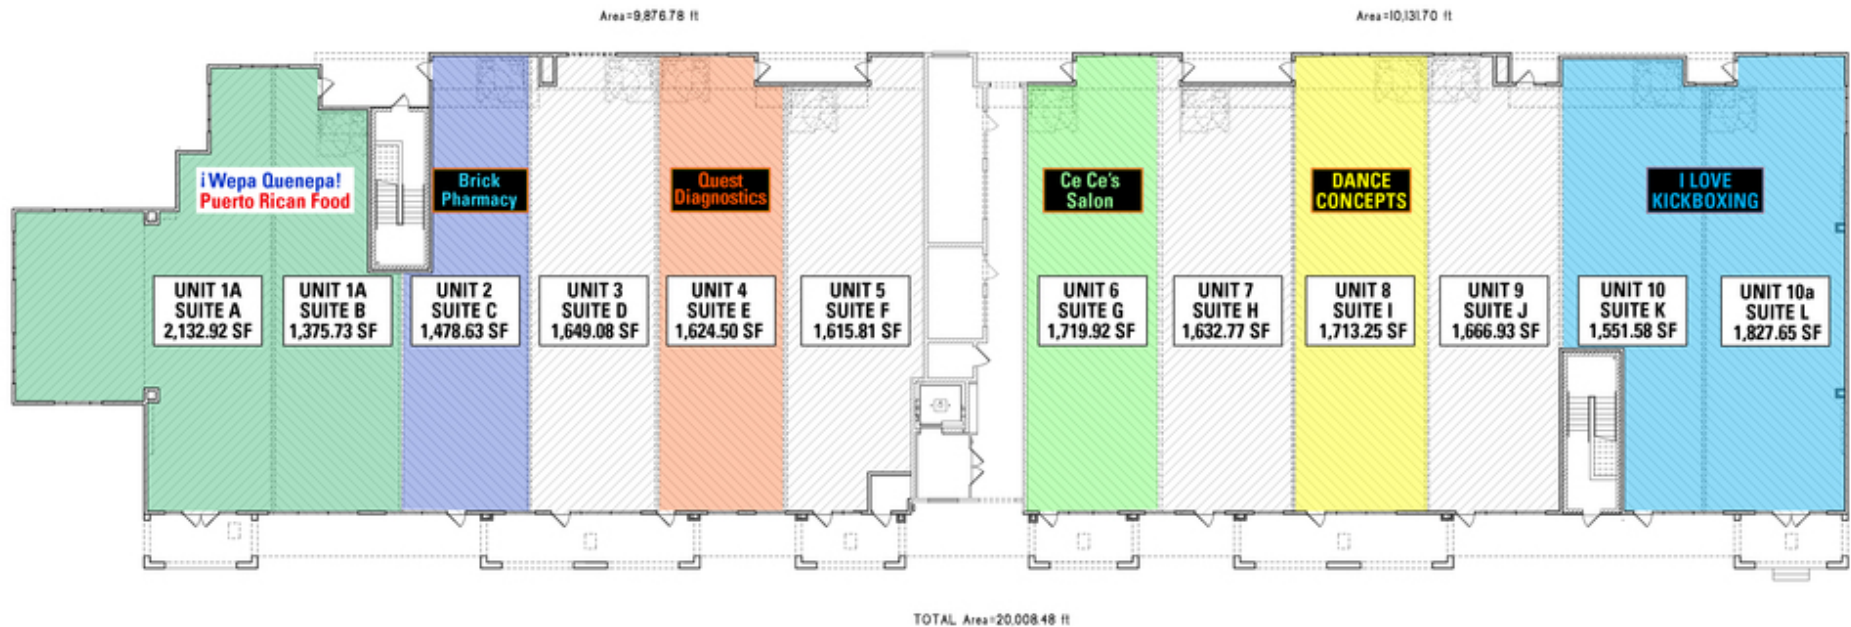 Area=9,876.78 ft
Area=10,131.70 ft
¡Wepa Quenepa!
Puerto Rican Food
Brick
Pharmacy
Quest
Diagnostics
Ce Ce's
Salon
DANCE
CONCEPTS
I LOVE
KICKBOXING
UNIT 1A
SUITE A
2,132.92 SF
UNIT 1A
SUITE B
1,375.73 SF
UNIT 2
SUITE C
1,478.63 SF
UNIT 3
SUITE D
1,649.08 SF
UNIT 4
SUITE E
1,624.50 SF
UNIT 5
SUITE F
1,615.81 SF
UNIT 6
SUITE G
1,719.92 SF
UNIT 7
SUITE H
1,632.77 SF
UNIT 8
SUITE I
1,713.25 SF
UNIT 9
SUITE J
1,666.93 SF
UNIT 10
SUITE K
1,551.58 SF
UNIT 10a
SUITE L
1,827.65 SF
TOTAL Area=20,008.48 ft